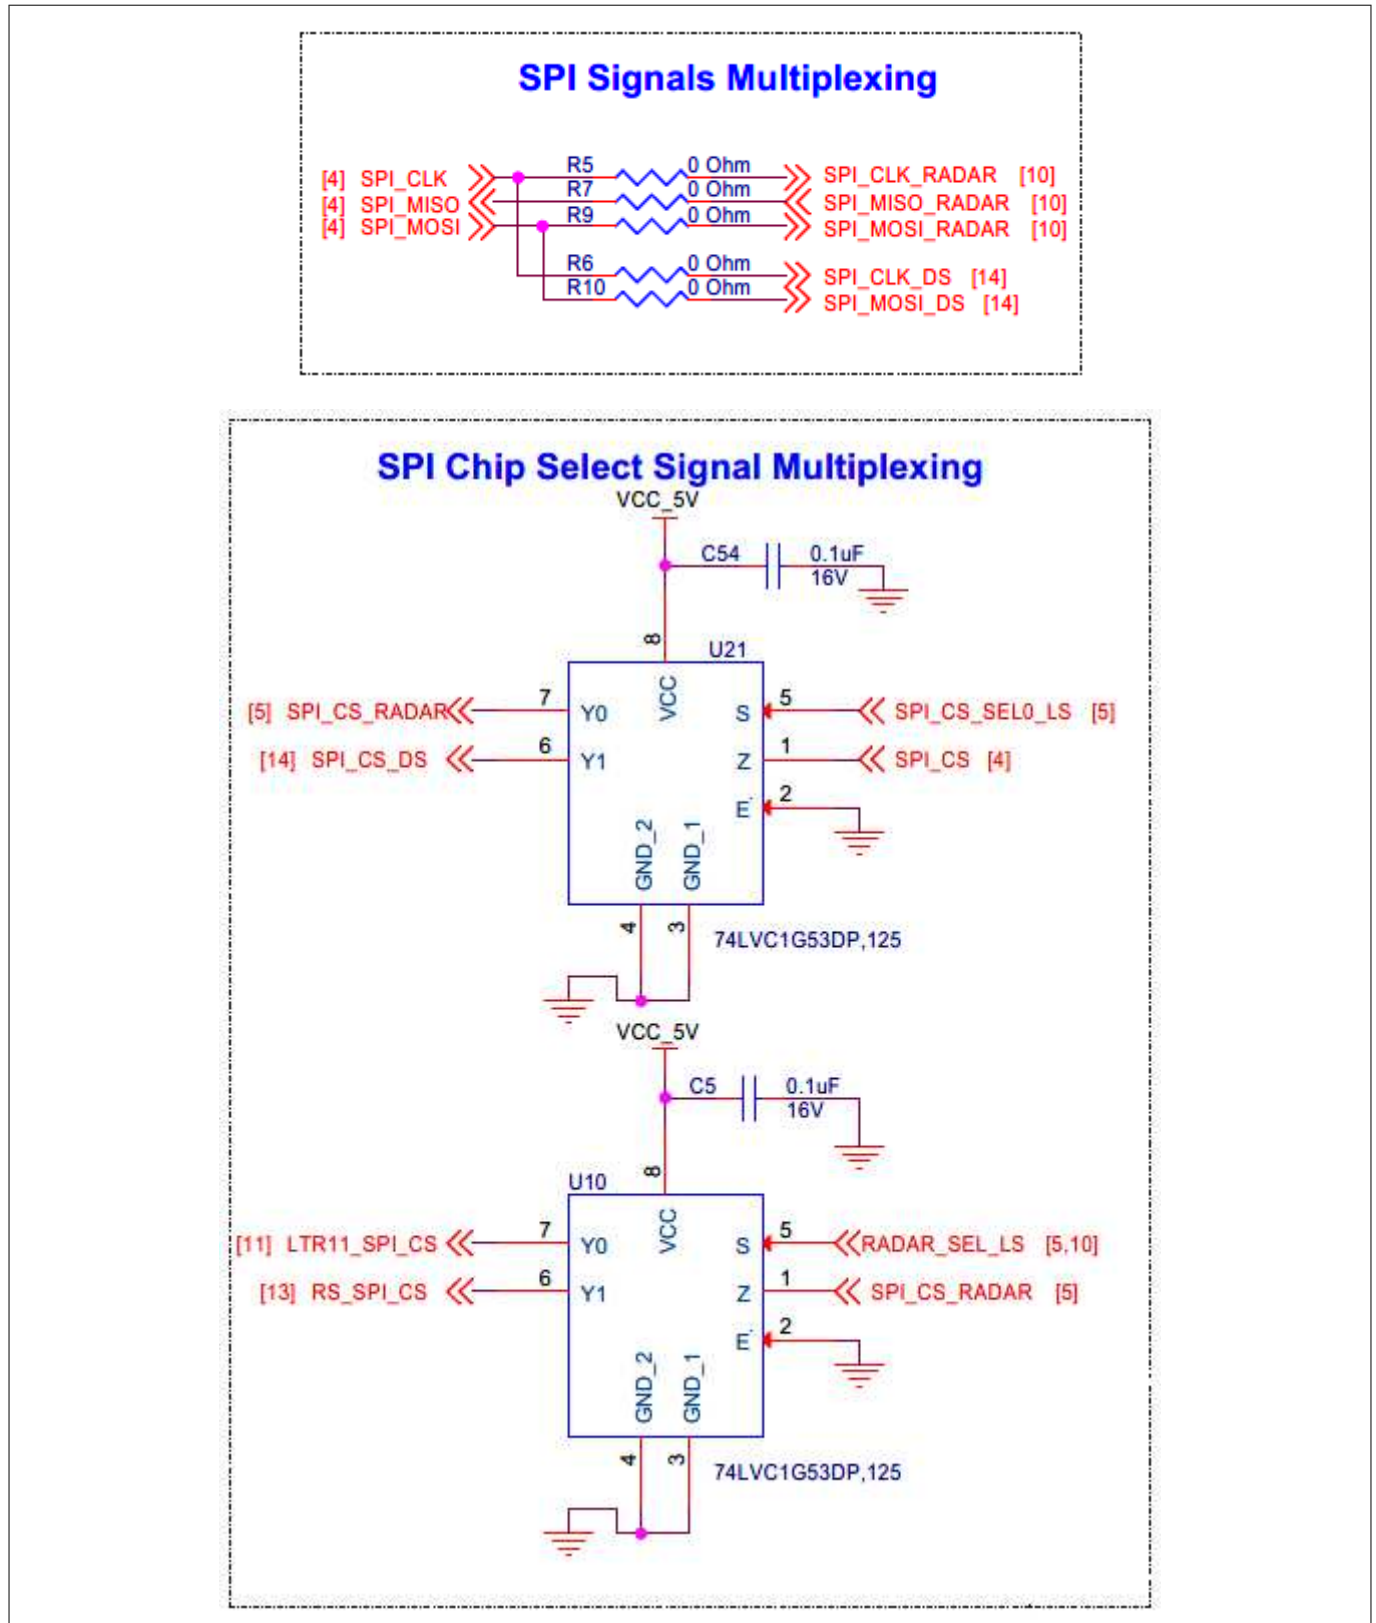 SPI Signals Multiplexing
[4] SPI_CLK R5 0 Ohm SPI_CLK_RADAR [10]
[4] SPI_MISO R7 0 Ohm SPI_MISO_RADAR [10]
[4] SPI_MOSI R9 0 Ohm SPI_MOSI_RADAR [10]
R6 0 Ohm SPI_CLK_DS [14]
R10 0 Ohm SPI_MOSI_DS [14]
SPI Chip Select Signal Multiplexing
VCC_5V
C54 0.1uF
16V
8 U21
[5] SPI_CS_RADAR 7 Y0 VCC S 5 SPI_CS_SEL0_LS [5]
[14] SPI_CS_DS 6 Y1 Z 1 SPI_CS [4]
E 2
GND_2 GND_1
4 3 74LVC1G53DP,125
VCC_5V
C5 0.1uF
16V
U10 8
[11] LTR11_SPI_CS 7 Y0 VCC S 5 RADAR_SEL_LS [5,10]
[13] RS_SPI_CS 6 Y1 Z 1 SPI_CS_RADAR [5]
E 2
GND_2 GND_1
4 3 74LVC1G53DP,125